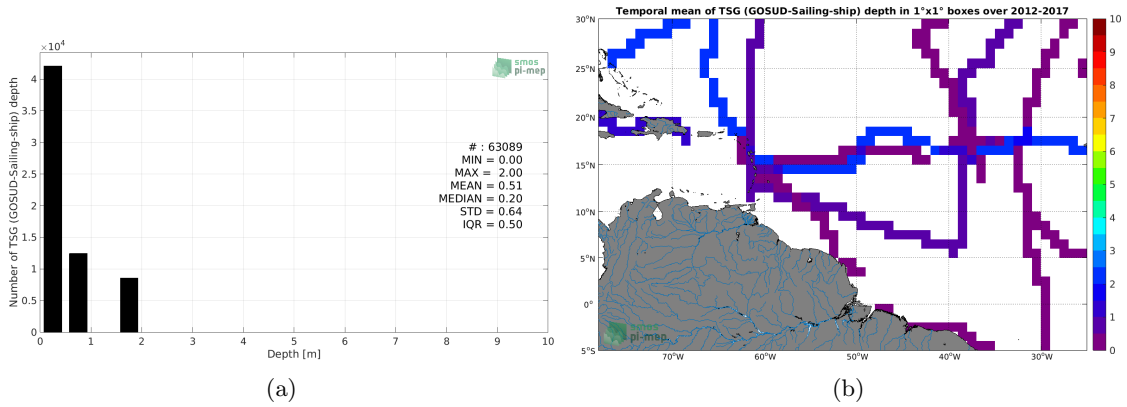 ×10⁴
4
3.5
3
2.5
2
1.5
1
0.5
0
Number of TSG (GOSUD-Sailing-ship) depth
smos
pi-mep
# : 63089
MIN = 0.00
MAX = 2.00
MEAN = 0.51
MEDIAN = 0.20
STD = 0.64
IQR = 0.50
0 1 2 3 4 5 6 7 8 9 10
Depth [m]
(a)
Temporal mean of TSG (GOSUD-Sailing-ship) depth in 1°x1° boxes over 2012-2017
30°N
25°N
20°N
15°N
10°N
5°N
0°
5°S
70°W 60°W 50°W 40°W 30°W
smos
pi-mep
10
9
8
7
6
5
4
3
2
1
0
(b)